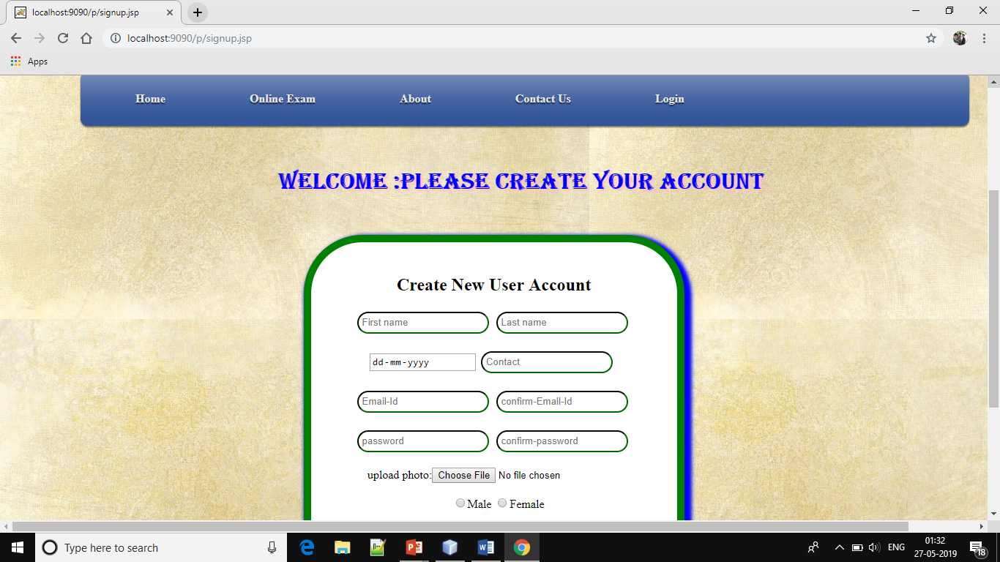 localhost:9090/p/signup.jsp
localhost:9090/p/signup.jsp
Apps
Home Online Exam About Contact Us Login
WELCOME :PLEASE CREATE YOUR ACCOUNT
Create New User Account
First name Last name
dd-mm-yyyy Contact
Email-Id confirm-Email-Id
password confirm-password
upload photo: Choose File No file chosen
Male Female
Type here to search
ENG
01:32
27-05-2019
18